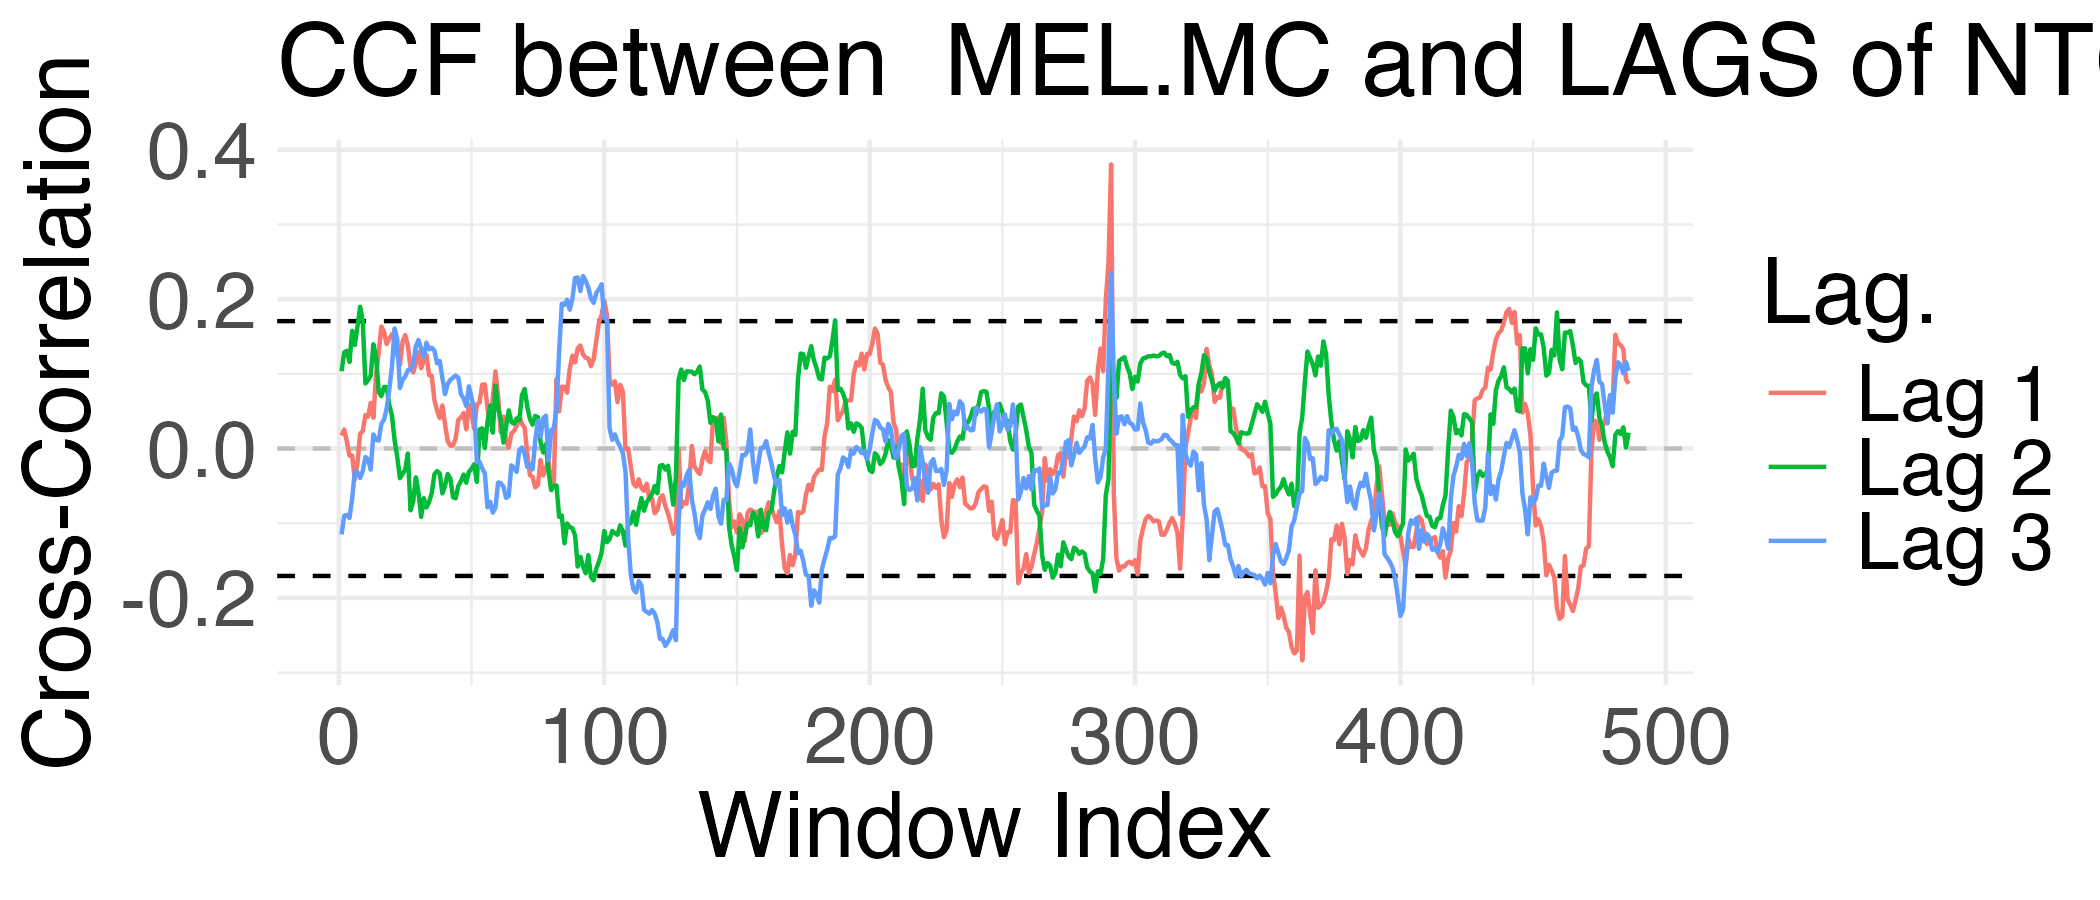 CCF between  MEL.MC and LAGS of NT
Cross-Correlation
0.4
0.2
0.0
-0.2
0 100 200 300 400 500
Window Index
Lag.
Lag 1
Lag 2
Lag 3